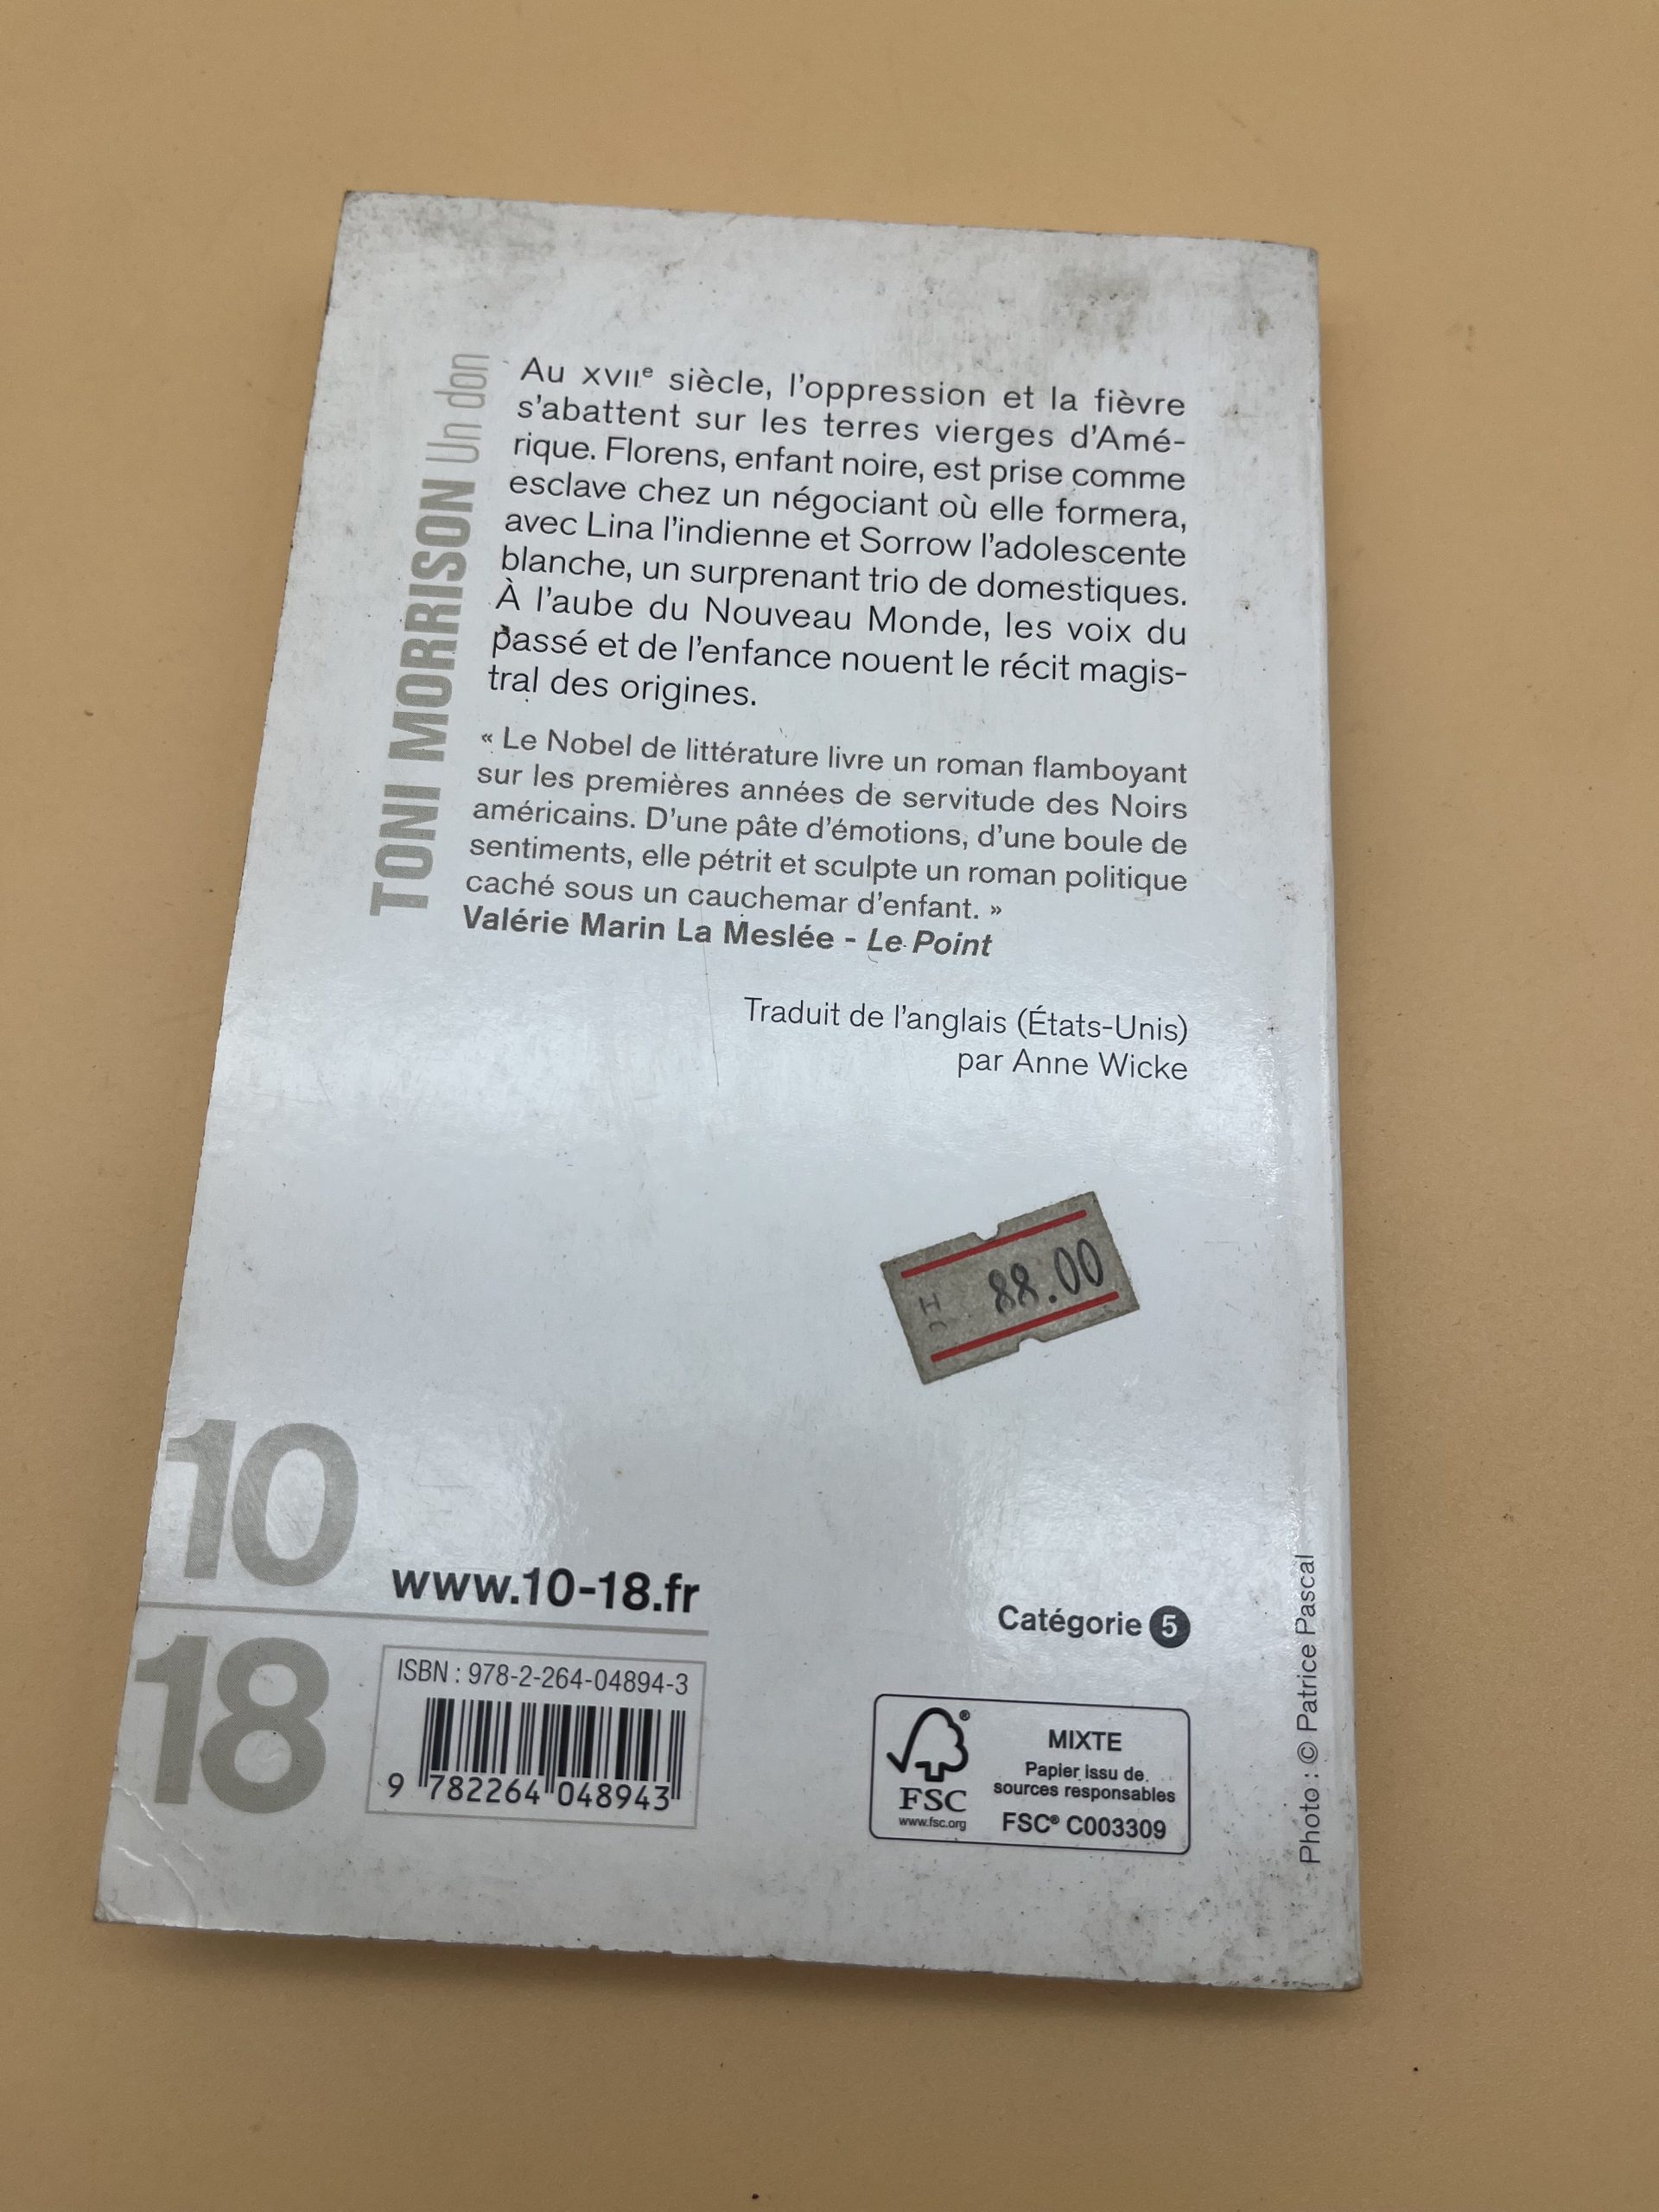 TONI MORRISON Un don
Au XVIIe siècle, l'oppression et la fièvre
s'abattent sur les terres vierges d'Amé-
rique. Florens, enfant noire, est prise comme
esclave chez un négociant où elle formera,
avec Lina l'indienne et Sorrow l'adolescente
blanche, un surprenant trio de domestiques.
À l'aube du Nouveau Monde, les voix du
passé et de l'enfance nouent le récit magis-
tral des origines.
« Le Nobel de littérature livre un roman flamboyant
sur les premières années de servitude des Noirs
américains. D'une pâte d'émotions, d'une boule de
sentiments, elle pétrit et sculpte un roman politique
caché sous un cauchemar d'enfant. »
Valérie Marin La Meslée - Le Point
Traduit de l'anglais (États-Unis)
par Anne Wicke
88.00
10
18
www.10-18.fr
Catégorie 5
ISBN : 978-2-264-04894-3
9 782264 048943
FSC®
www.fsc.org
MIXTE
Papier issu de
sources responsables
FSC® C003309
Photo : © Patrice Pascal